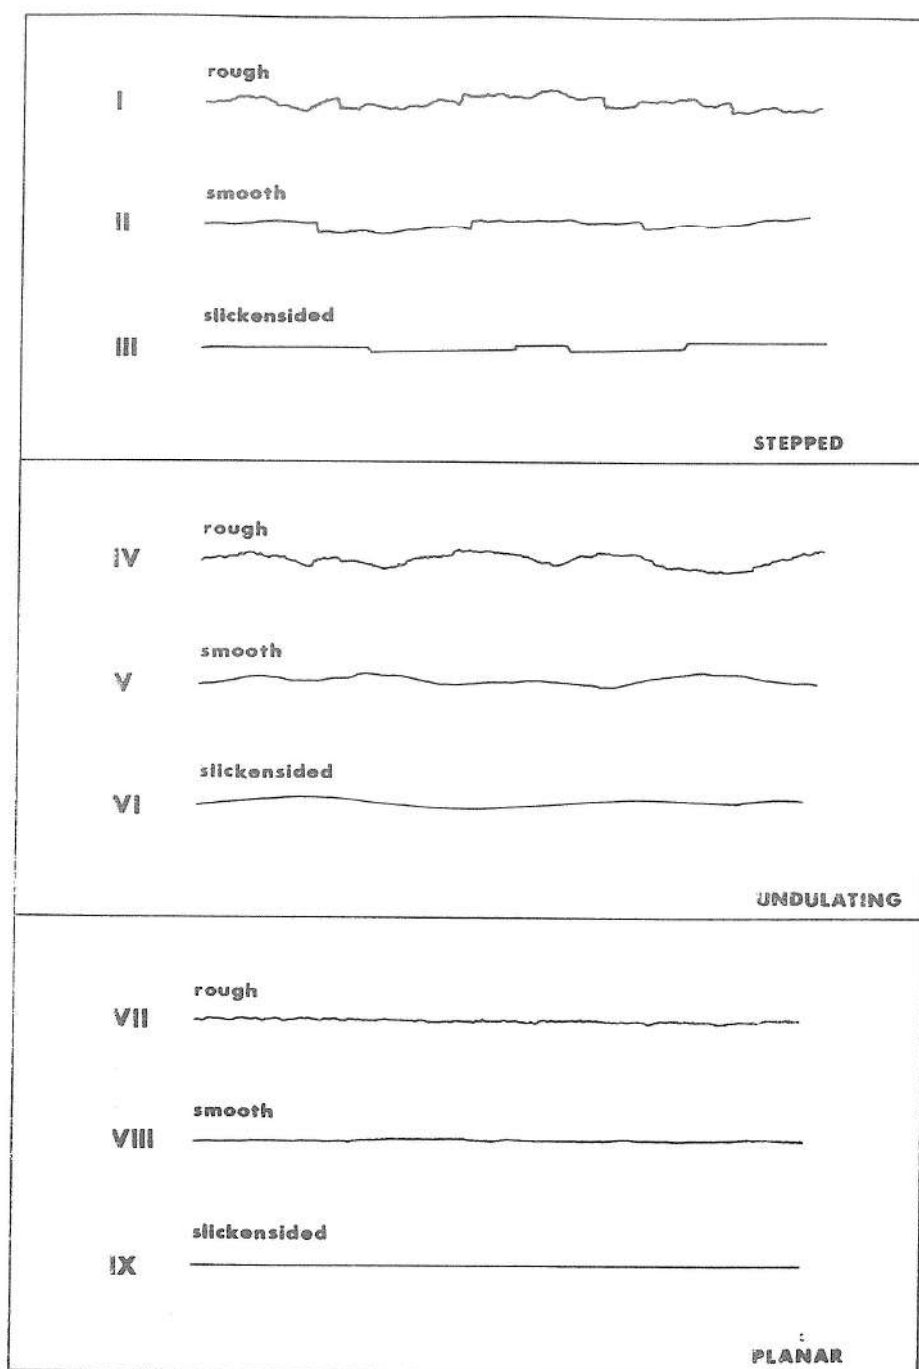 rough
I
smooth
II
slickensided
III
STEPPED
rough
IV
smooth
V
slickensided
VI
UNDULATING
rough
VII
smooth
VIII
slickensided
IX
PLANAR